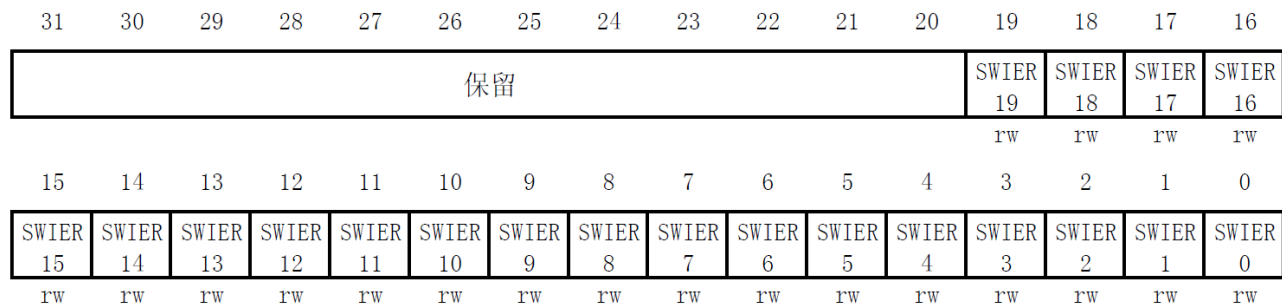 31 30 29 28 27 26 25 24 23 22 21 20 19 18 17 16
保留 SWIER SWIER SWIER SWIER
19 18 17 16
rw rw rw rw
15 14 13 12 11 10 9 8 7 6 5 4 3 2 1 0
SWIER SWIER SWIER SWIER SWIER SWIER SWIER SWIER SWIER SWIER SWIER SWIER SWIER SWIER SWIER SWIER
15 14 13 12 11 10 9 8 7 6 5 4 3 2 1 0
rw rw rw rw rw rw rw rw rw rw rw rw rw rw rw rw